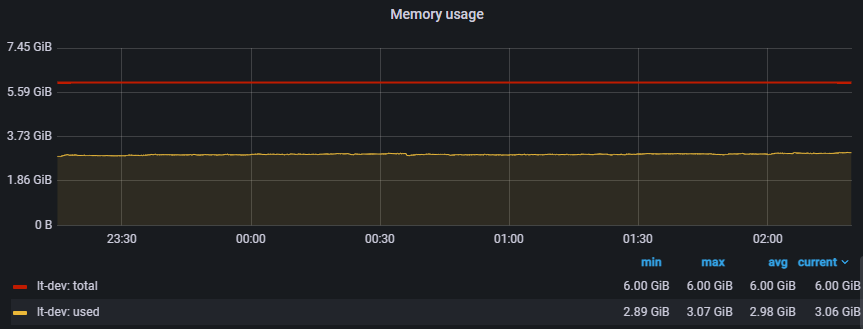 Memory usage
7.45 GiB
5.59 GiB
3.73 GiB
1.86 GiB
0 B
23:30 00:00 00:30 01:00 01:30 02:00
min max avg current
lt-dev: total 6.00 GiB 6.00 GiB 6.00 GiB 6.00 GiB
lt-dev: used 2.89 GiB 3.07 GiB 2.98 GiB 3.06 GiB